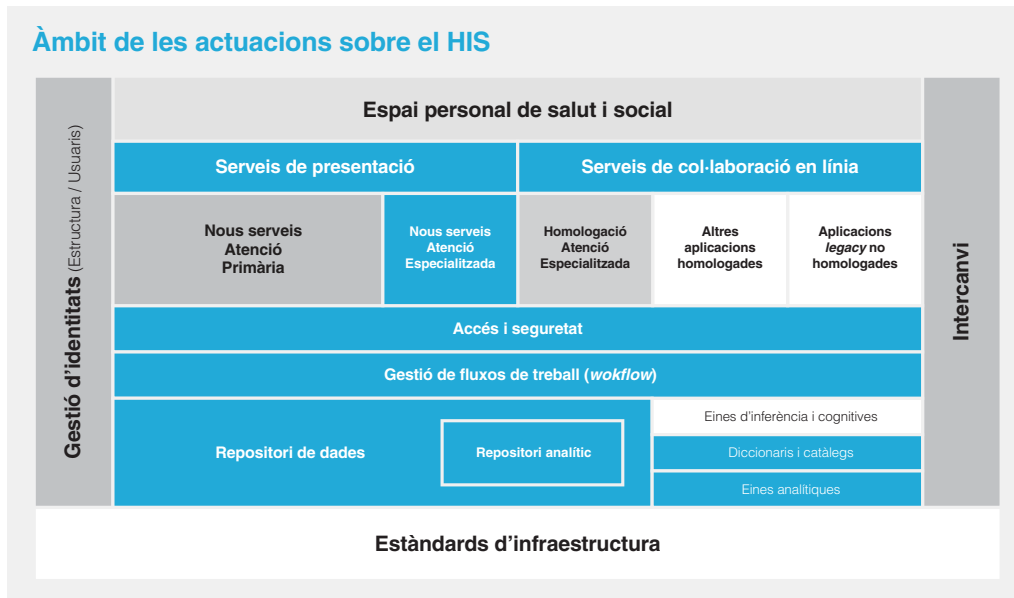 Àmbit de les actuacions sobre el HIS
Gestió d'identitats (Estructura / Usuaris)
Espai personal de salut i social
Serveis de presentació
Serveis de col·laboració en línia
Nous serveis
Atenció
Primària
Nous serveis
Atenció
Especialitzada
Homologació
Atenció
Especialitzada
Altres
aplicacions
homologades
Aplicacions
legacy no
homologades
Accés i seguretat
Gestió de fluxos de treball (wokflow)
Repositori de dades
Repositori analític
Eines d'inferència i cognitives
Diccionaris i catàlegs
Eines analítiques
Intercanvi
Estàndards d'infraestructura